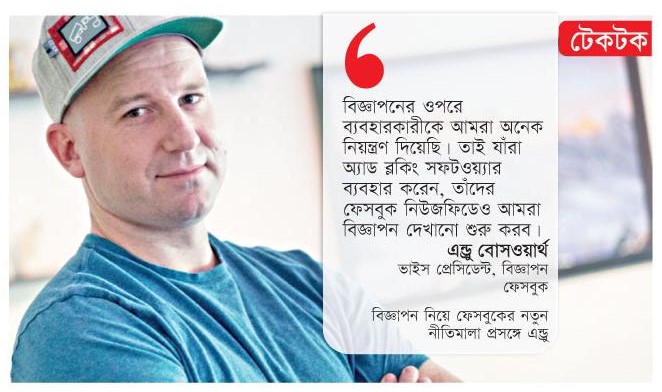 টেকটক
বিজ্ঞাপনের ওপরে
ব্যবহারকারীকে আমরা অনেক
নিয়ন্ত্রণ দিয়েছি। তাই যাঁরা
অ্যাড ব্লকিং সফটওয়্যার
ব্যবহার করেন, তাঁদের
ফেসবুক নিউজফিডেও আমরা
বিজ্ঞাপন দেখানো শুরু করব।
এন্ড্রু বোসওয়ার্থ
ভাইস প্রেসিডেন্ট, বিজ্ঞাপন
ফেসবুক
বিজ্ঞাপন নিয়ে ফেসবুকের নতুন
নীতিমালা প্রসঙ্গে এন্ড্রু